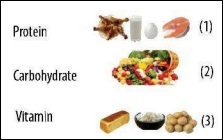 Protein (1)
Carbohydrate (2)
Vitamin (3)